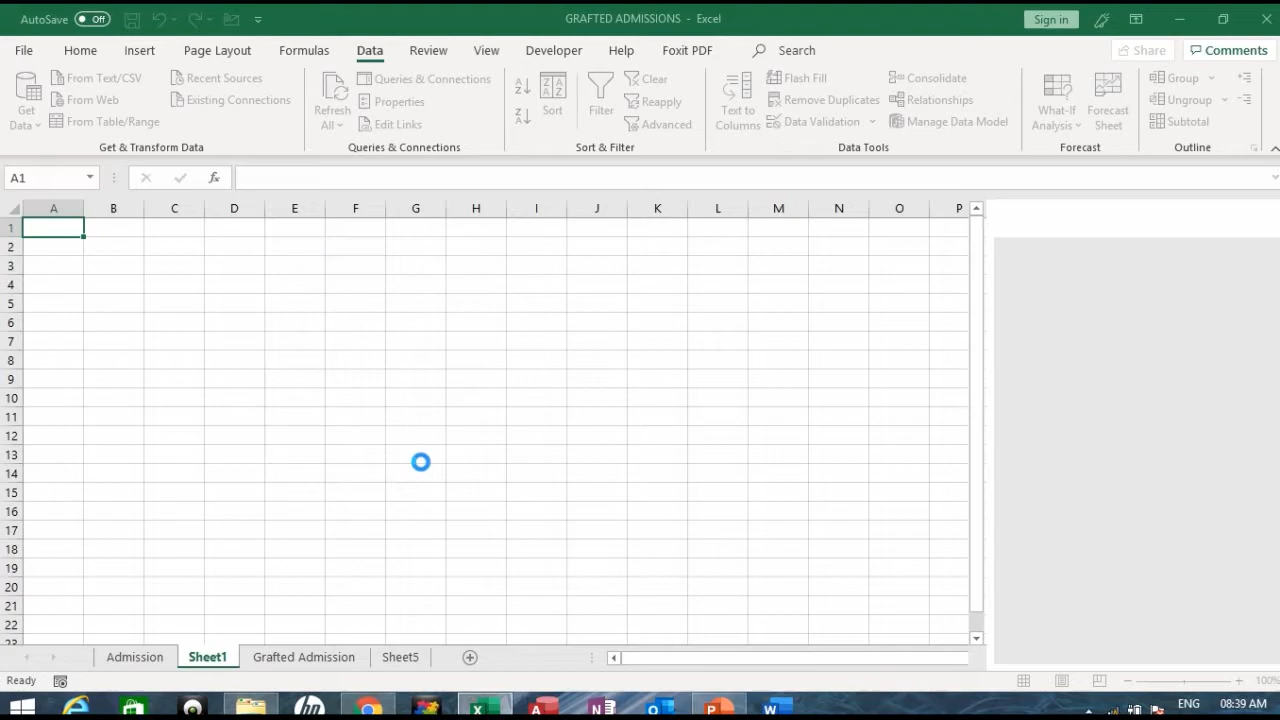 AutoSave Off GRAFTED ADMISSIONS - Excel Sign in
File Home Insert Page Layout Formulas Data Review View Developer Help Foxit PDF Search Share Comments
Get Data From Text/CSV Recent Sources Refresh All Queries & Connections Sort Filter Clear Text to Columns Flash Fill Consolidate What-If Analysis Forecast Sheet Group
From Web Existing Connections Properties Reapply Remove Duplicates Relationships Ungroup
From Table/Range Edit Links Advanced Data Validation Manage Data Model Subtotal
Get & Transform Data Queries & Connections Sort & Filter Data Tools Forecast Outline
A1 fx
A B C D E F G H I J K L M N O P
1
2
3
4
5
6
7
8
9
10
11
12
13
14
15
16
17
18
19
20
21
22
23
Admission Sheet1 Grafted Admission Sheet5
Ready 100%
ENG 08:39 AM